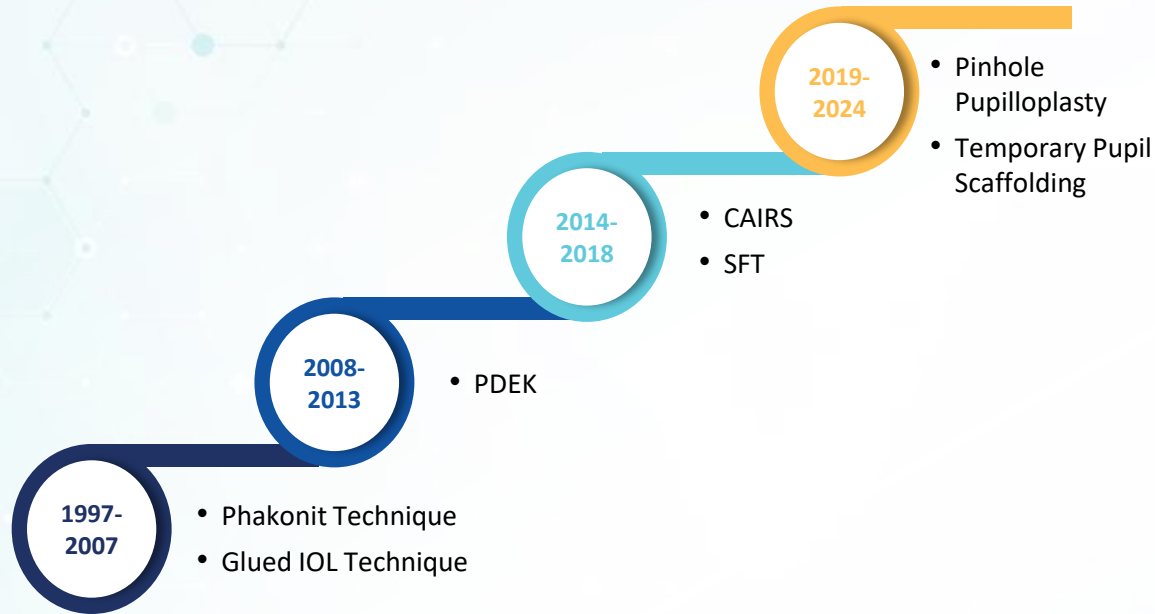 2019-
2024
• Pinhole
Pupilloplasty
• Temporary Pupil
Scaffolding
2014-
2018
• CAIRS
• SFT
2008-
2013
• PDEK
1997-
2007
• Phakonit Technique
• Glued IOL Technique